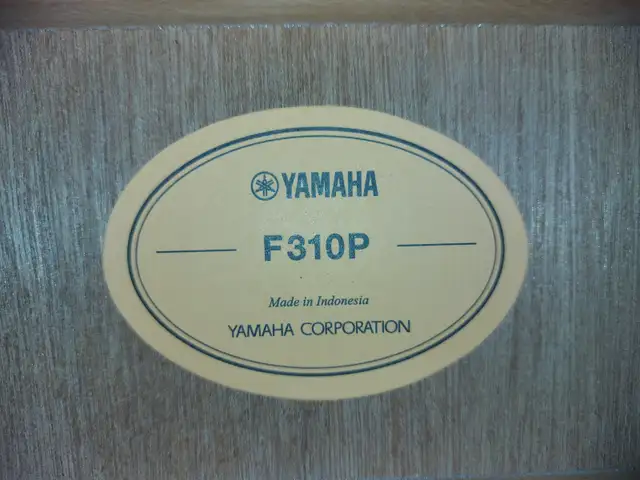 YAMAHA
F310P
Made in Indonesia
YAMAHA CORPORATION